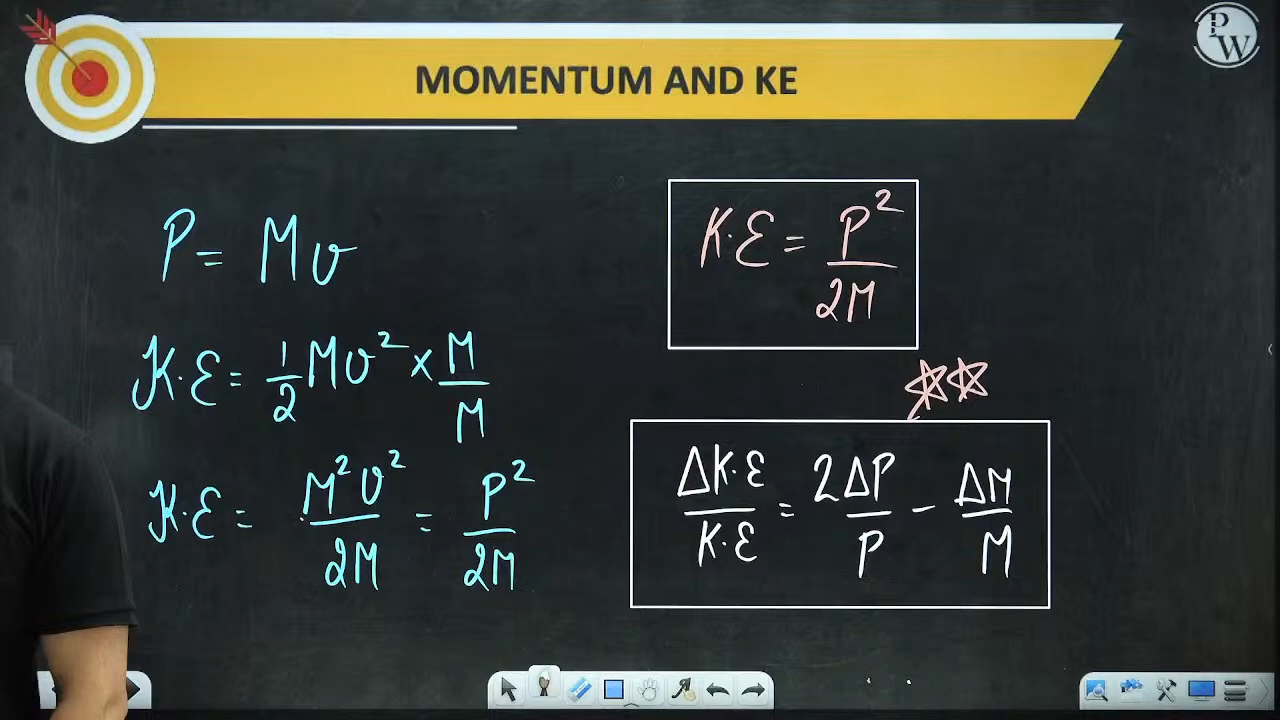 MOMENTUM AND KE
PW
P = Mv
K.E = 1/2 Mv² × M/M
K.E = M²v²/2M = P²/2M
K.E = P²/2M
ΔK.E/K.E = 2ΔP/P − ΔM/M